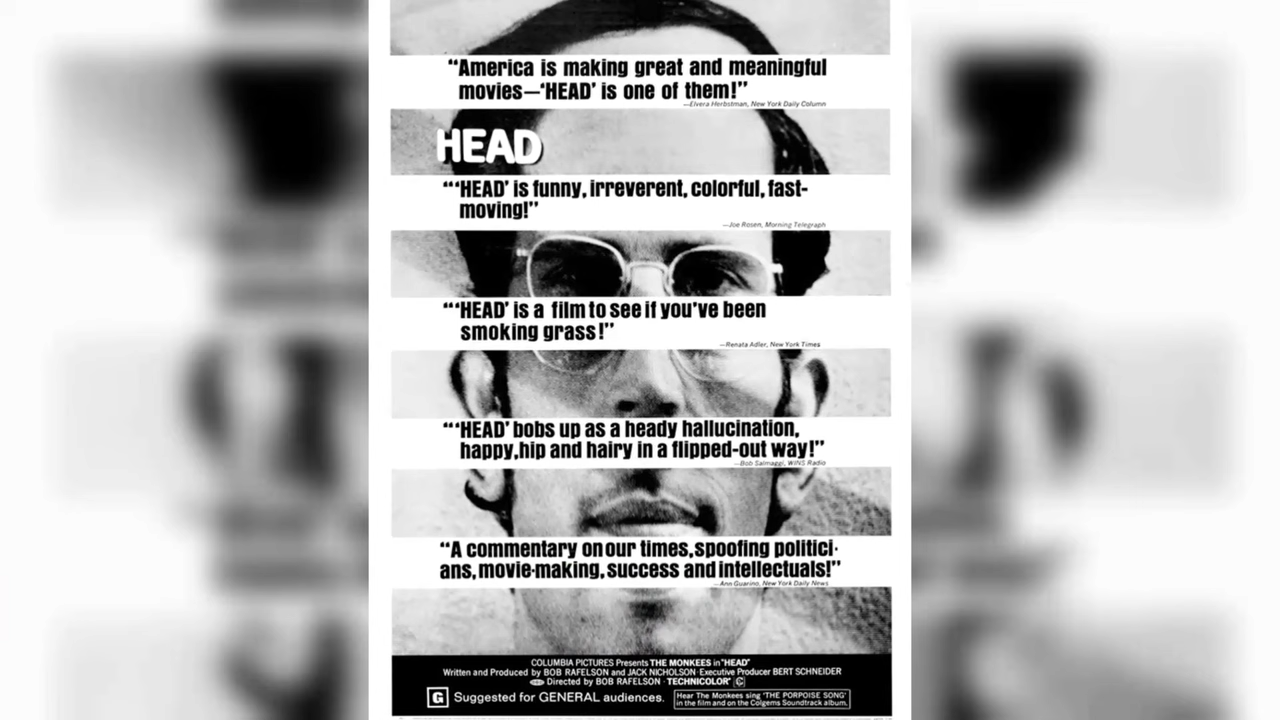 “America is making great and meaningful
movies—‘HEAD’ is one of them!”
—Elvera Herbstman, New York Daily Column
HEAD
“‘HEAD’ is funny, irreverent, colorful, fast-
moving!”
—Joe Rosen, Morning Telegraph
“‘HEAD’ is a film to see if you’ve been
smoking grass!”
—Renata Adler, New York Times
“‘HEAD’ bobs up as a heady hallucination,
happy, hip and hairy in a flipped-out way!”
—Bob Salmaggi, WINS Radio
“A commentary on our times, spoofing politici-
ans, movie-making, success and intellectuals!”
—Ann Guarino, New York Daily News
COLUMBIA PICTURES Presents THE MONKEES in "HEAD"
Written and Produced by BOB RAFELSON and JACK NICHOLSON · Executive Producer BERT SCHNEIDER
Directed by BOB RAFELSON · TECHNICOLOR®
G Suggested for GENERAL audiences.
Hear The Monkees sing 'THE PORPOISE SONG'
in the film and on the Colgems Soundtrack album.